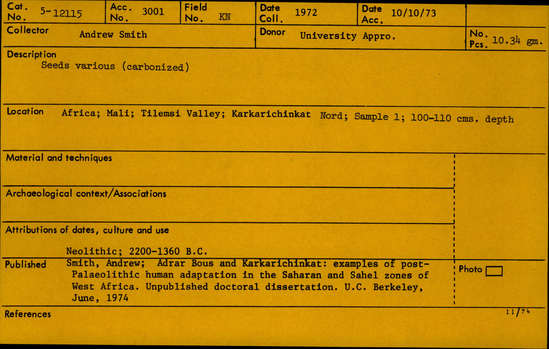 Cat. No. 5-12115 Acc. No. 3001 Field No. KN Date Coll. 1972 Date Acc. 10/10/73
Collector Andrew Smith Donor University Appro. No. Pcs. 10.34 gm.
Description
Seeds various (carbonized)
Location Africa; Mali; Tilemsi Valley; Karkarichinkat Nord; Sample 1; 100-110 cms. depth
Material and techniques
Archaeological context/Associations
Attributions of dates, culture and use
Neolithic; 2200-1360 B.C.
Published Smith, Andrew; Adrar Bous and Karkarichinkat: examples of post-
Palaeolithic human adaptation in the Saharan and Sahel zones of
West Africa. Unpublished doctoral dissertation. U.C. Berkeley,
June, 1974
Photo
References